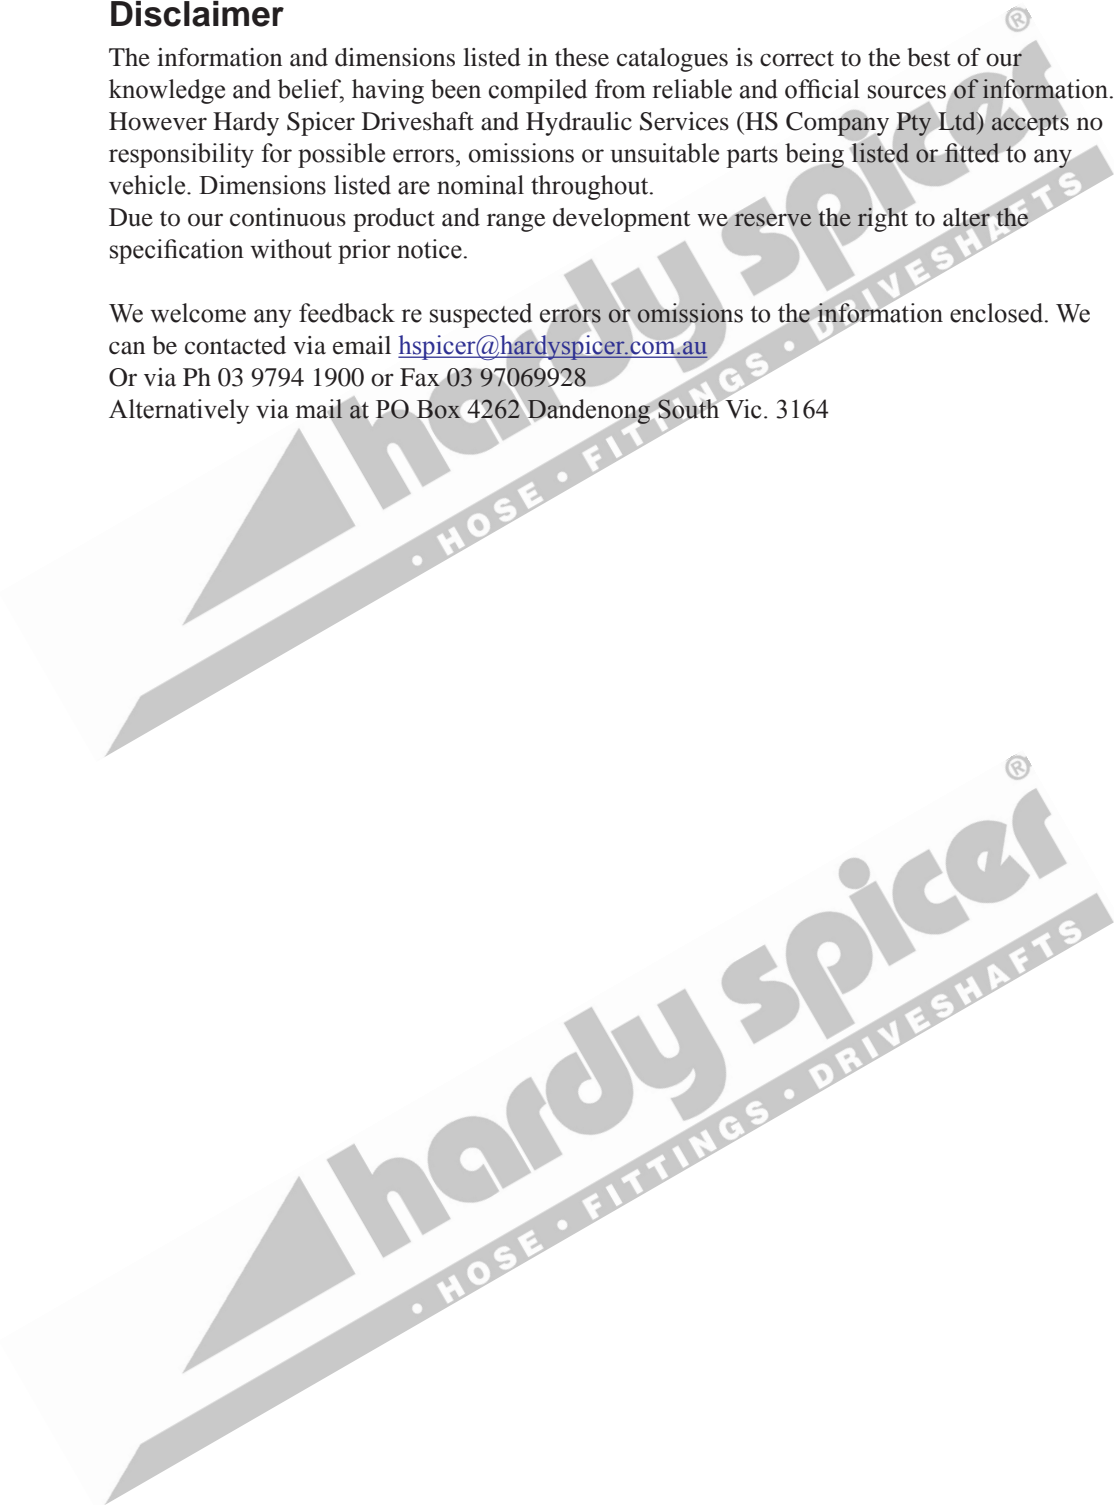 Disclaimer
The information and dimensions listed in these catalogues is correct to the best of our
knowledge and belief, having been compiled from reliable and official sources of information.
However Hardy Spicer Driveshaft and Hydraulic Services (HS Company Pty Ltd) accepts no
responsibility for possible errors, omissions or unsuitable parts being listed or fitted to any
vehicle. Dimensions listed are nominal throughout.
Due to our continuous product and range development we reserve the right to alter the
specification without prior notice.
We welcome any feedback re suspected errors or omissions to the information enclosed. We
can be contacted via email hspicer@hardyspicer.com.au
Or via Ph 03 9794 1900 or Fax 03 97069928
Alternatively via mail at PO Box 4262 Dandenong South Vic. 3164
hardy spicer ®
• HOSE • FITTINGS • DRIVESHAFTS
hardy spicer ®
• HOSE • FITTINGS • DRIVESHAFTS